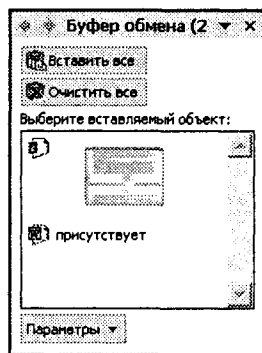 Буфер обмена (2
Вставить все
Очистить все
Выберите вставляемый объект:
присутствует
Параметры